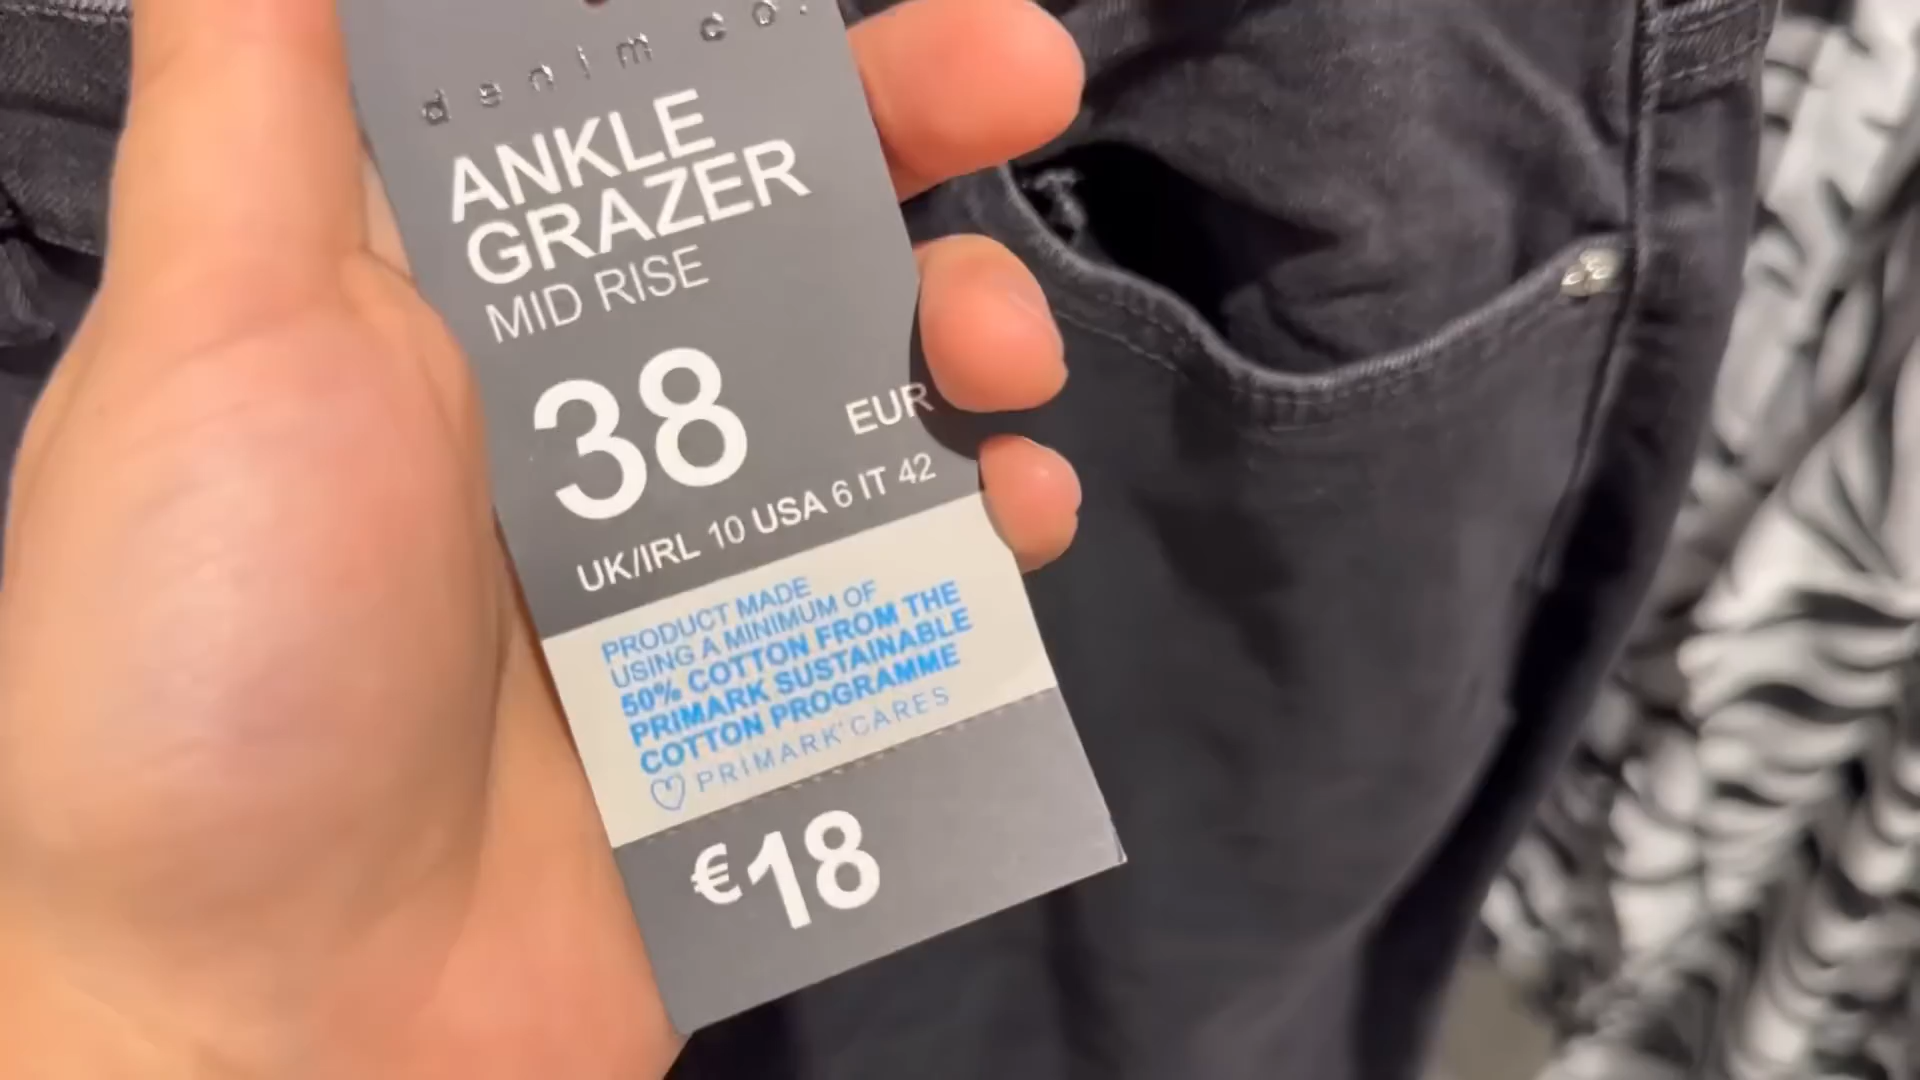 denim co.
ANKLE
GRAZER
MID RISE
38 EUR
UK/IRL 10 USA 6 IT 42
PRODUCT MADE
USING A MINIMUM OF
50% COTTON FROM THE
PRIMARK SUSTAINABLE
COTTON PROGRAMME
PRIMARK CARES
€18